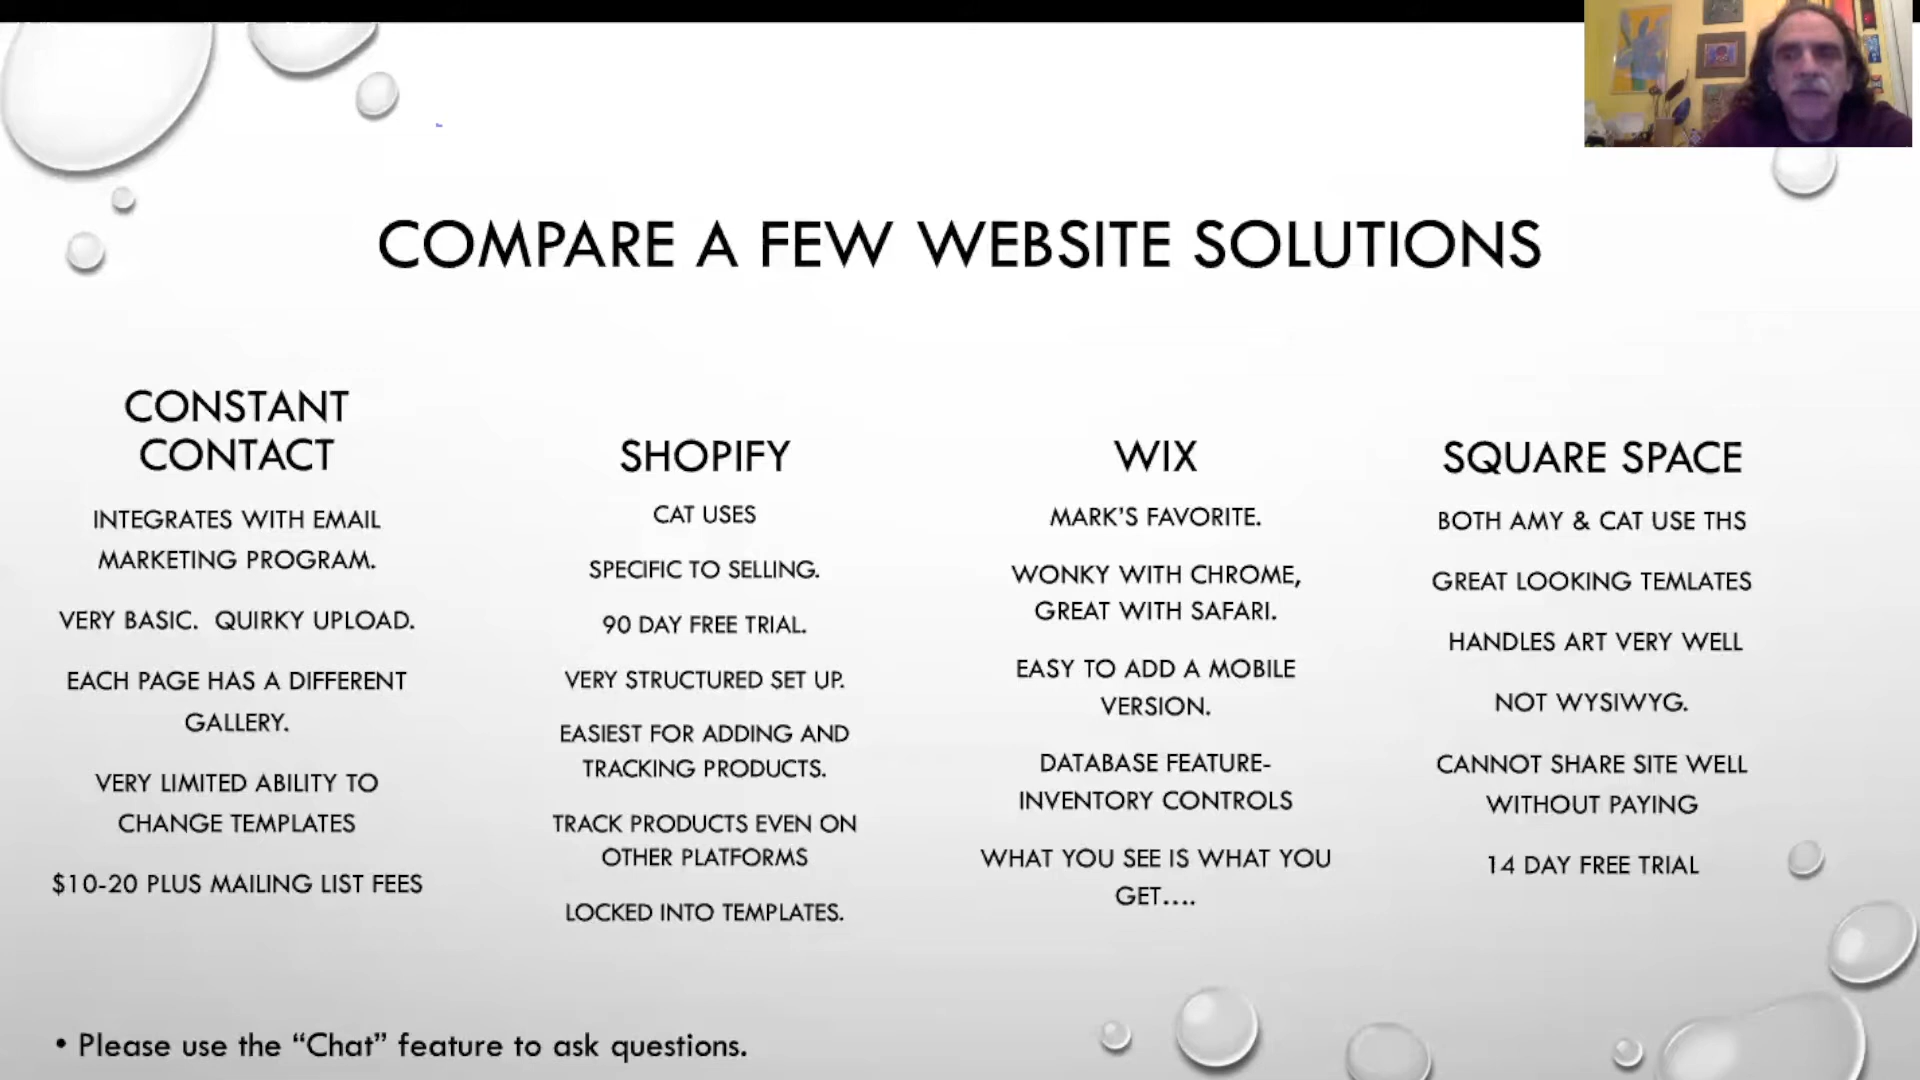 COMPARE A FEW WEBSITE SOLUTIONS
CONSTANT
CONTACT
INTEGRATES WITH EMAIL
MARKETING PROGRAM.
VERY BASIC.  QUIRKY UPLOAD.
EACH PAGE HAS A DIFFERENT
GALLERY.
VERY LIMITED ABILITY TO
CHANGE TEMPLATES
$10-20 PLUS MAILING LIST FEES
SHOPIFY
CAT USES
SPECIFIC TO SELLING.
90 DAY FREE TRIAL.
VERY STRUCTURED SET UP.
EASIEST FOR ADDING AND
TRACKING PRODUCTS.
TRACK PRODUCTS EVEN ON
OTHER PLATFORMS
LOCKED INTO TEMPLATES.
WIX
MARK'S FAVORITE.
WONKY WITH CHROME,
GREAT WITH SAFARI.
EASY TO ADD A MOBILE
VERSION.
DATABASE FEATURE-
INVENTORY CONTROLS
WHAT YOU SEE IS WHAT YOU
GET....
SQUARE SPACE
BOTH AMY & CAT USE THS
GREAT LOOKING TEMLATES
HANDLES ART VERY WELL
NOT WYSIWYG.
CANNOT SHARE SITE WELL
WITHOUT PAYING
14 DAY FREE TRIAL
• Please use the "Chat" feature to ask questions.